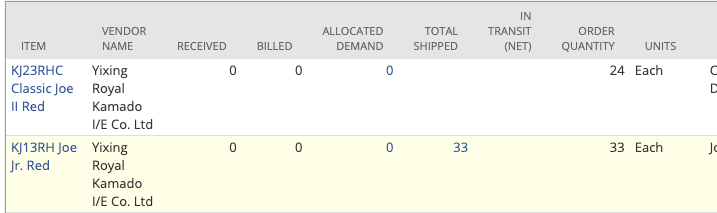 ITEM VENDOR NAME RECEIVED BILLED ALLOCATED DEMAND TOTAL SHIPPED IN TRANSIT (NET) ORDER QUANTITY UNITS
KJ23RHC Yixing 0 0 0 24 Each
Classic Joe Royal
II Red Kamado
I/E Co. Ltd
KJ13RH Joe Yixing 0 0 0 33 33 Each
Jr. Red Royal
Kamado
I/E Co. Ltd